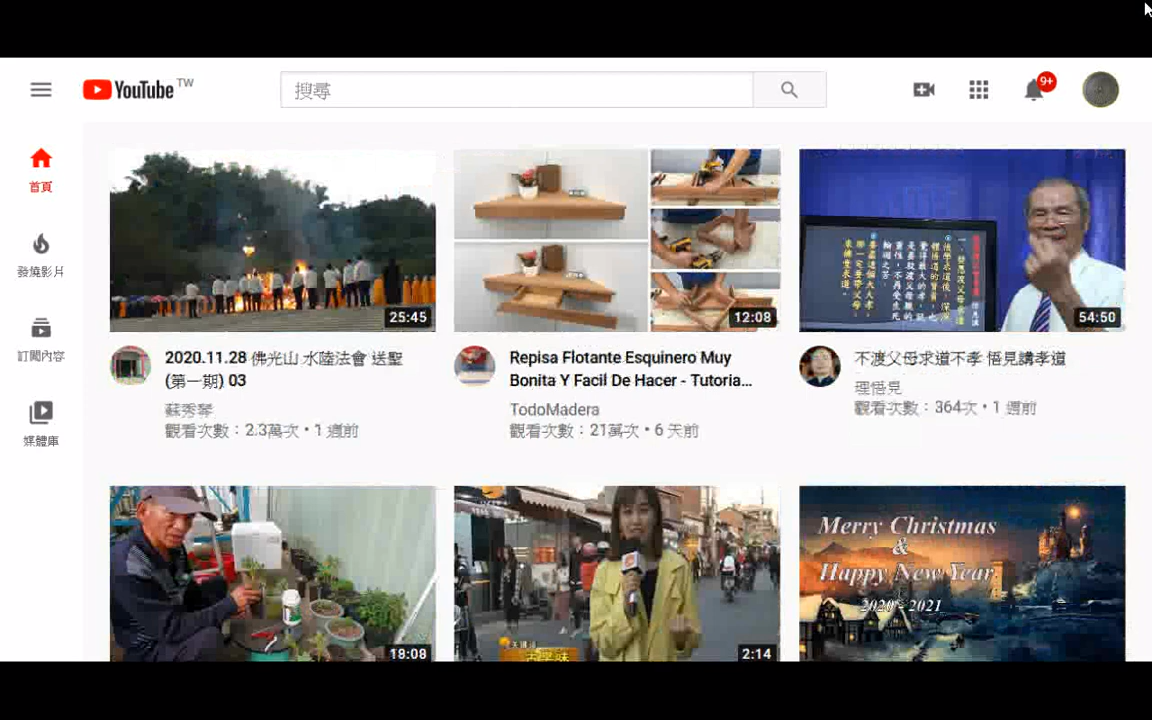 YouTube TW
搜尋
9+
首頁
發燒影片
訂閱內容
媒體庫
25:45
2020.11.28 佛光山 水陸法會 送聖
(第一期) 03
蘇秀琴
觀看次數：2.3萬次 • 1 週前
12:08
Repisa Flotante Esquinero Muy
Bonita Y Facil De Hacer - Tutoria...
TodoMadera
觀看次數：21萬次 • 6 天前
54:50
不渡父母求道不孝 悟見講孝道
理悟見
觀看次數：364次 • 1 週前
18:08
2:14
Merry Christmas
&
Happy New Year
2020 - 2021